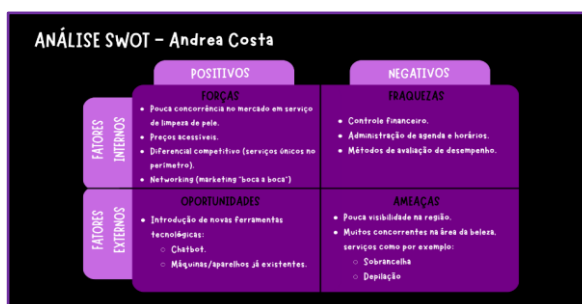 ANÁLISE SWOT – Andrea Costa
POSITIVOS
NEGATIVOS
FATORES
INTERNOS
FORÇAS
• Pouca concorrência no mercado em serviço
de limpeza de pele.
• Preços acessíveis.
• Diferencial competitivo (serviços únicos no
perímetro).
• Networking (marketing "boca a boca")
FRAQUEZAS
• Controle financeiro.
• Administração de agenda e horários.
• Métodos de avaliação de desempenho.
FATORES
EXTERNOS
OPORTUNIDADES
• Introdução de novas ferramentas
tecnológicas:
○ Chatbot.
○ Máquinas/aparelhos já existentes.
AMEAÇAS
• Pouca visibilidade na região.
• Muitos concorrentes na área da beleza,
serviços como por exemplo:
○ Sobrancelha
○ Depilação